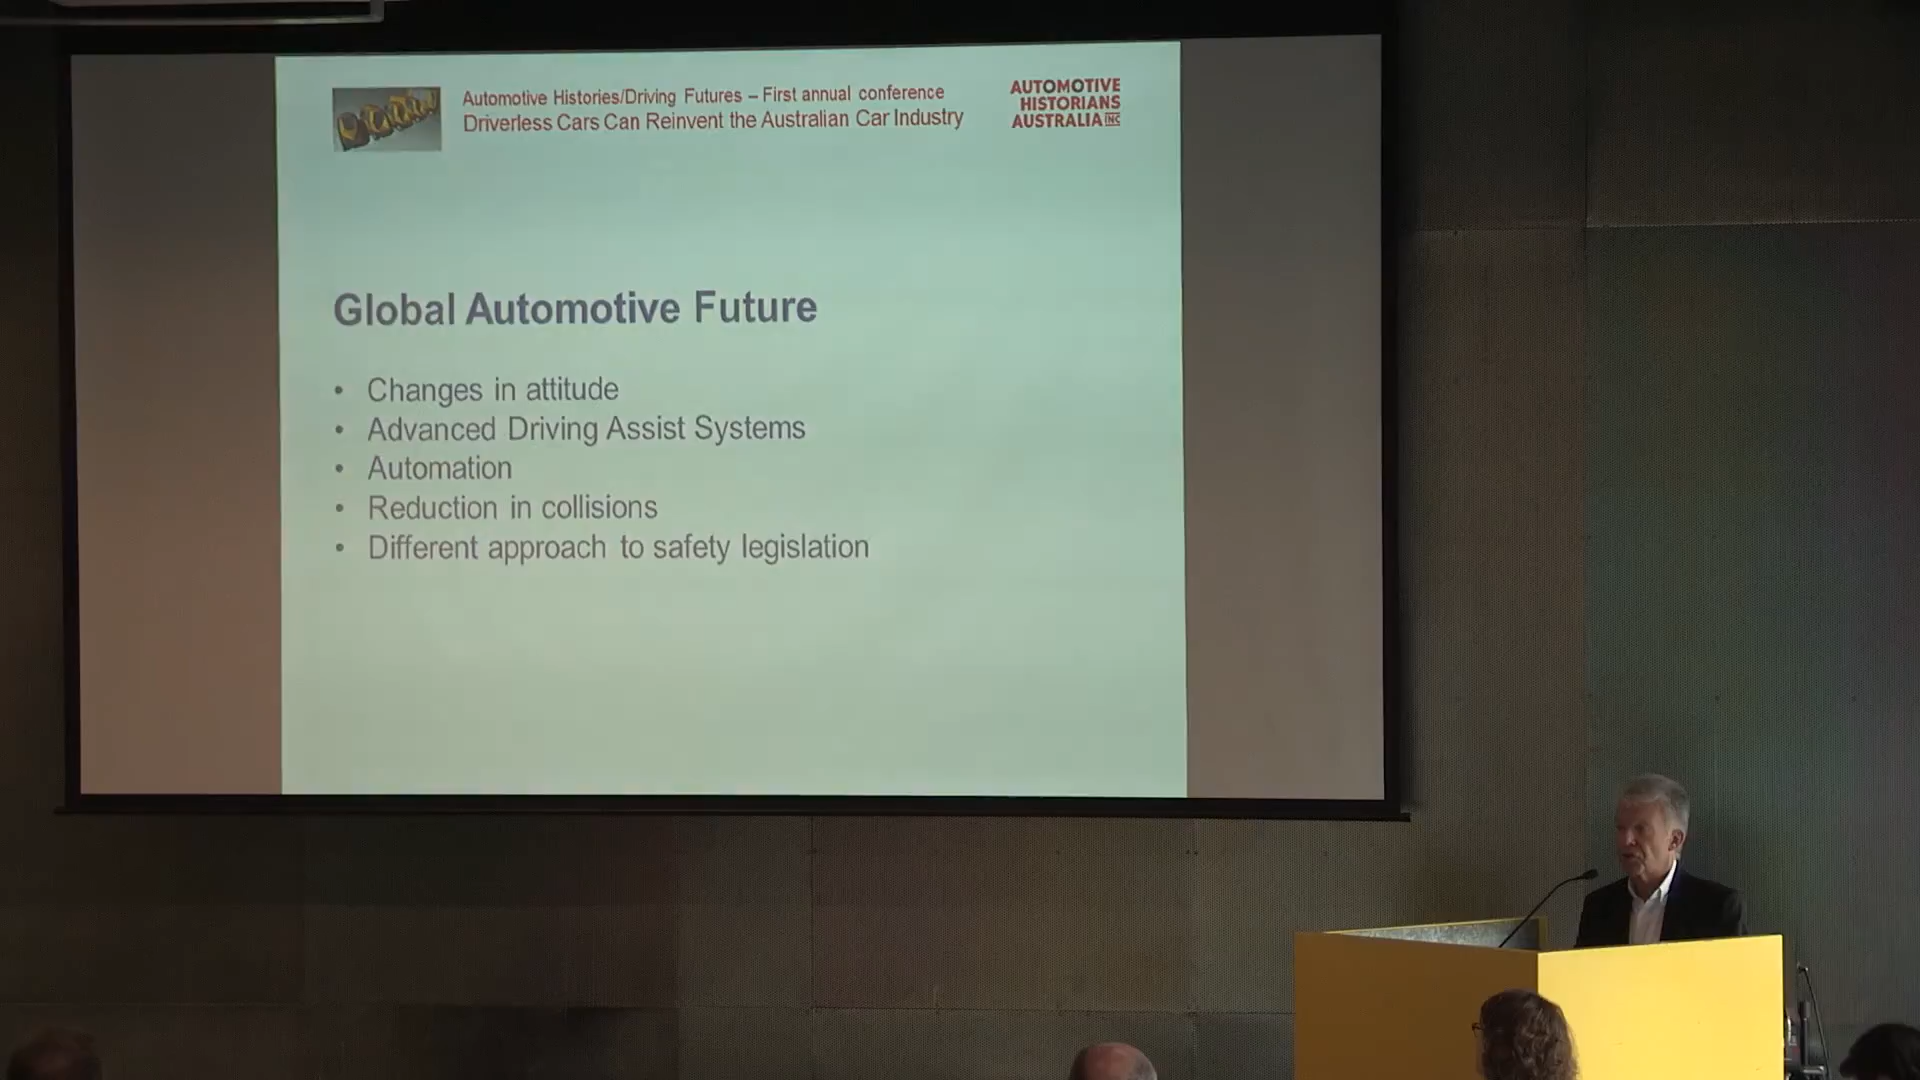 Automotive Histories/Driving Futures – First annual conference
Driverless Cars Can Reinvent the Australian Car Industry
AUTOMOTIVE
HISTORIANS
AUSTRALIA INC
Global Automotive Future
• Changes in attitude
• Advanced Driving Assist Systems
• Automation
• Reduction in collisions
• Different approach to safety legislation